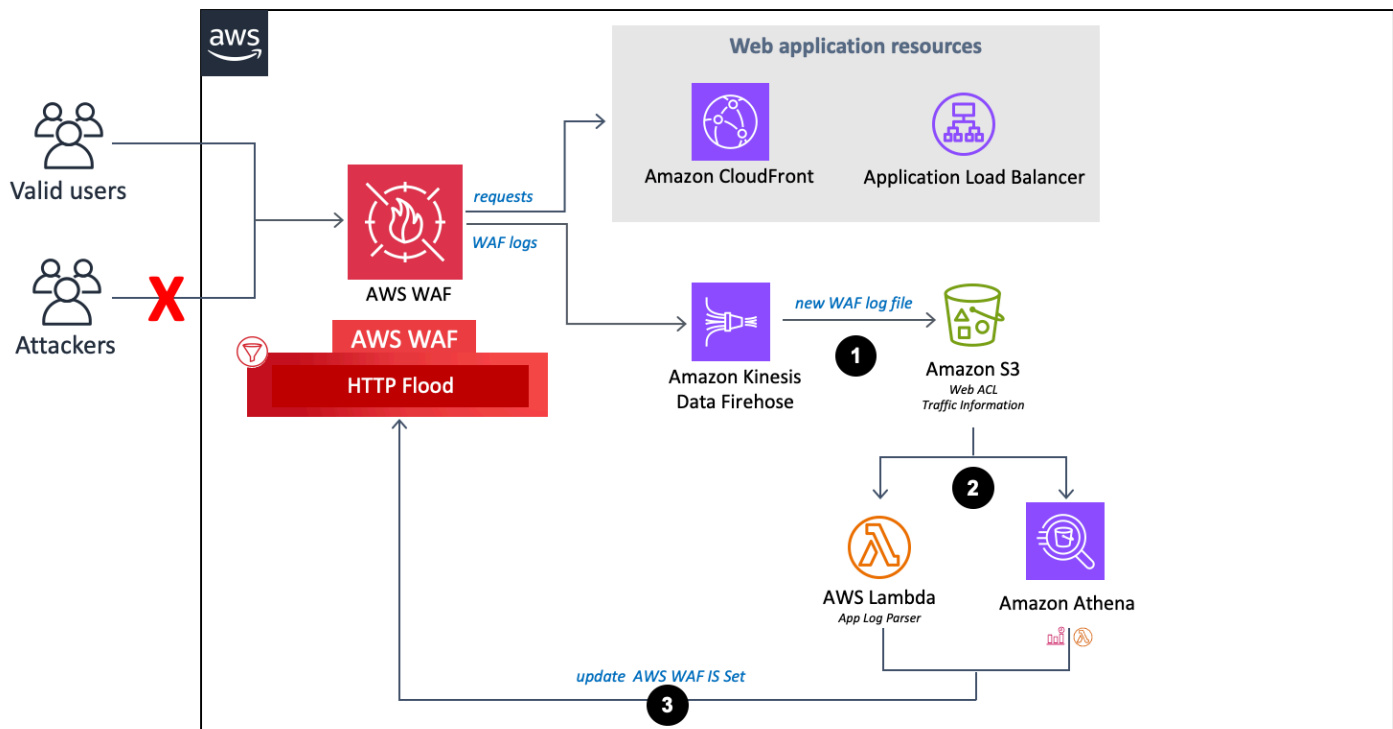 aws
Web application resources
Valid users
Amazon CloudFront
Application Load Balancer
requests
WAF logs
AWS WAF
X
Attackers
AWS WAF
HTTP Flood
new WAF log file
1
Amazon Kinesis
Data Firehose
Amazon S3
Web ACL
Traffic Information
2
AWS Lambda
App Log Parser
Amazon Athena
update AWS WAF IS Set
3